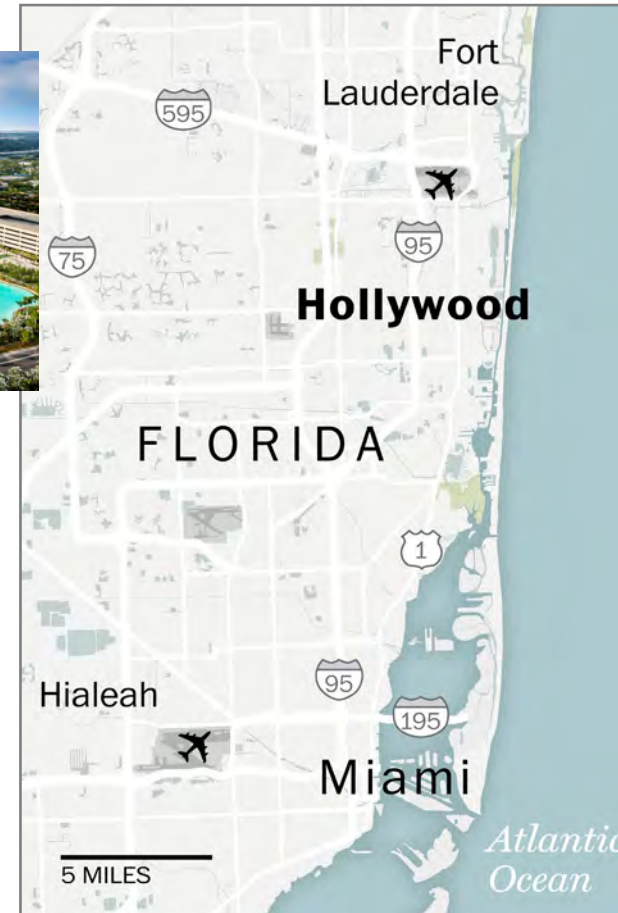 Fort
Lauderdale
595
95
75
Hollywood
FLORIDA
1
95
Hialeah
195
Miami
Atlantic
Ocean
5 MILES